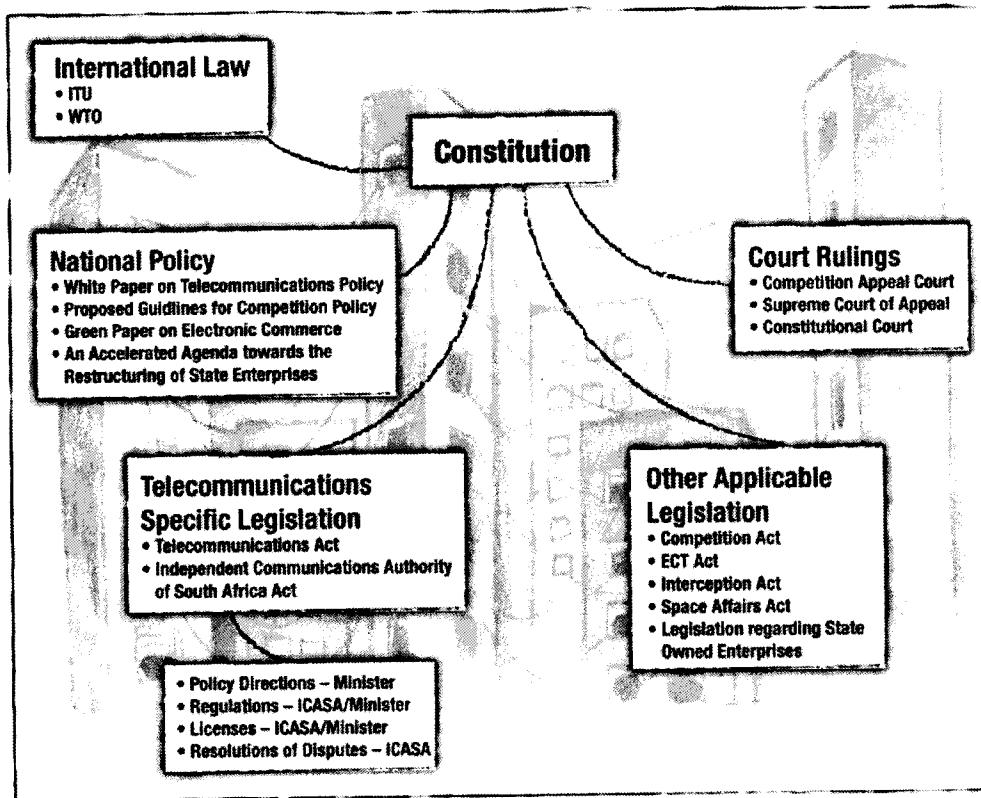 International Law
• ITU
• WTO
Constitution
National Policy
• White Paper on Telecommunications Policy
• Proposed Guidlines for Competition Policy
• Green Paper on Electronic Commerce
• An Accelerated Agenda towards the
Restructuring of State Enterprises
Court Rulings
• Competition Appeal Court
• Supreme Court of Appeal
• Constitutional Court
Telecommunications
Specific Legislation
• Telecommunications Act
• Independent Communications Authority
of South Africa Act
Other Applicable
Legislation
• Competition Act
• ECT Act
• Interception Act
• Space Affairs Act
• Legislation regarding State
Owned Enterprises
• Policy Directions – Minister
• Regulations – ICASA/Minister
• Licenses – ICASA/Minister
• Resolutions of Disputes – ICASA